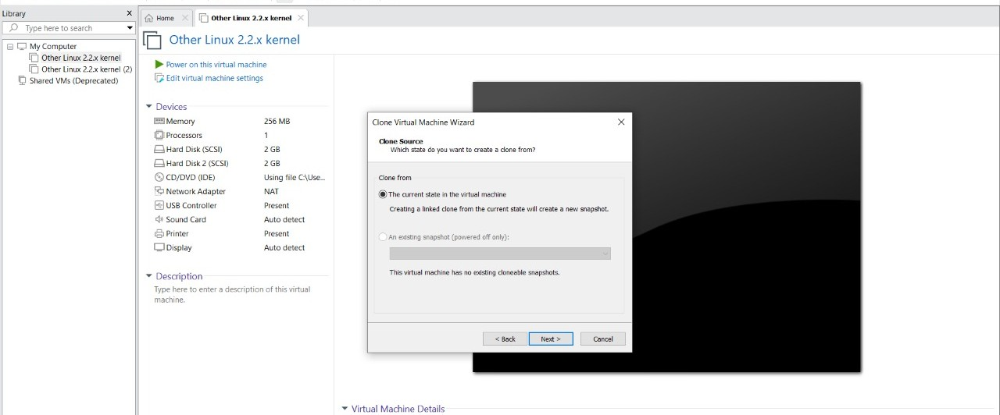 Library X
Type here to search
My Computer
Other Linux 2.2.x kernel
Other Linux 2.2.x kernel (2)
Shared VMs (Deprecated)
Home
Other Linux 2.2.x kernel
Other Linux 2.2.x kernel
Power on this virtual machine
Edit virtual machine settings
Devices
Memory 256 MB
Processors 1
Hard Disk (SCSI) 2 GB
Hard Disk 2 (SCSI) 2 GB
CD/DVD (IDE) Using file C:\Use...
Network Adapter NAT
USB Controller Present
Sound Card Auto detect
Printer Present
Display Auto detect
Description
Type here to enter a description of this virtual
machine.
Clone Virtual Machine Wizard
Clone Source
Which state do you want to create a clone from?
Clone from
The current state in the virtual machine
Creating a linked clone from the current state will create a new snapshot.
An existing snapshot (powered off only):
This virtual machine has no existing cloneable snapshots.
< Back Next > Cancel
Virtual Machine Details